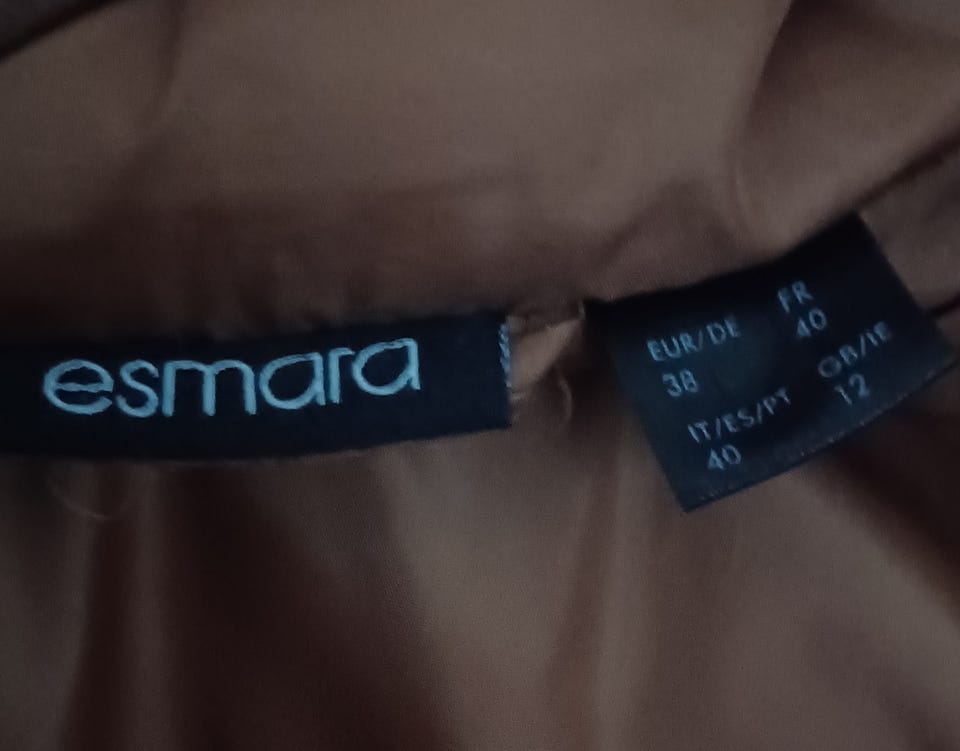 esmara
EUR/DE FR
38 40
IT/ES/PT GB/IE
40 12